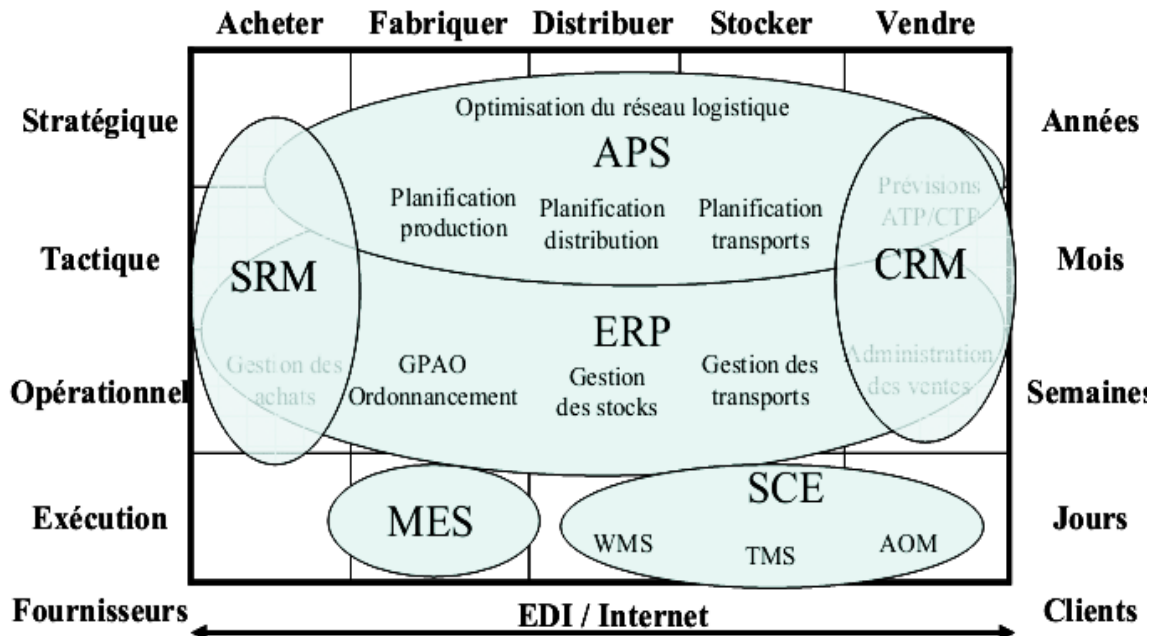 Acheter Fabriquer Distribuer Stocker Vendre
Stratégique
Optimisation du réseau logistique
Années
APS
Prévisions
ATP/CTP
Planification
production
Planification
distribution
Planification
transports
Tactique
SRM
CRM
Mois
ERP
Gestion des
achats
GPAO
Ordonnancement
Gestion
des stocks
Gestion des
transports
Administration
des ventes
Opérationnel
Semaines
Exécution
MES
SCE
WMS
TMS
AOM
Jours
Fournisseurs
EDI / Internet
Clients